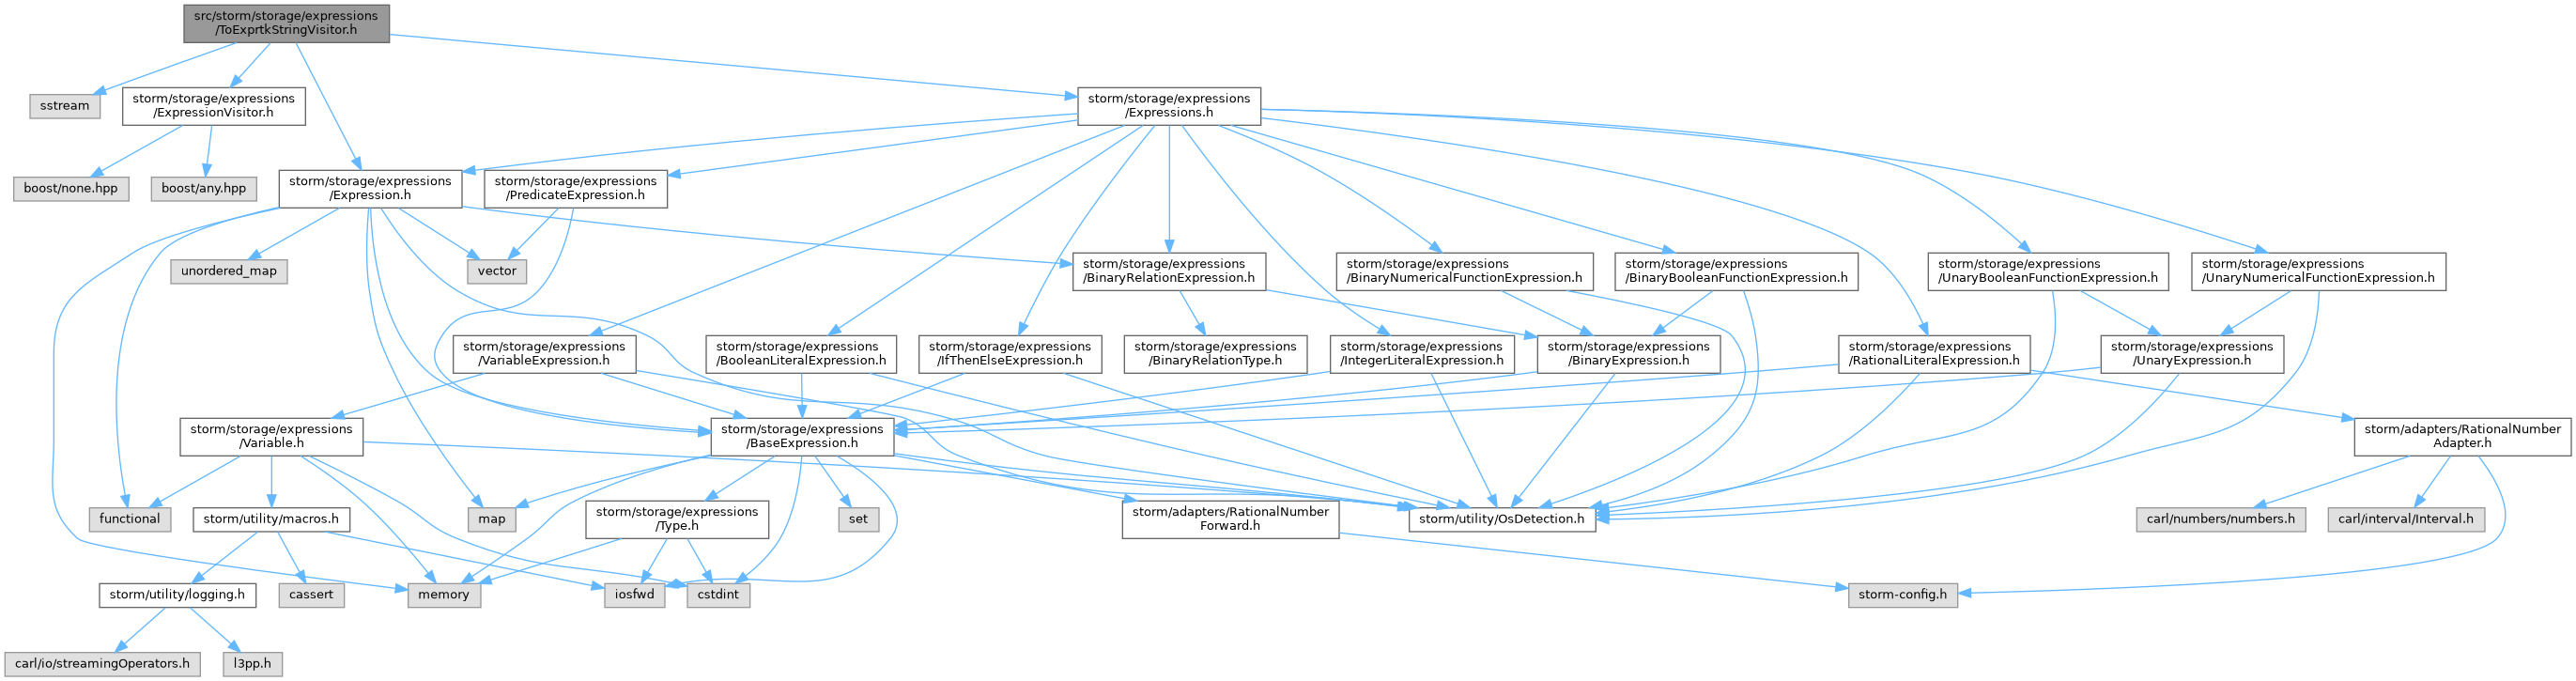 src/storm/storage/expressions
/ToExprtkStringVisitor.h
sstream
storm/storage/expressions
/ExpressionVisitor.h
storm/storage/expressions
/Expressions.h
boost/none.hpp
boost/any.hpp
storm/storage/expressions
/Expression.h
storm/storage/expressions
/PredicateExpression.h
unordered_map
vector
storm/storage/expressions
/BinaryRelationExpression.h
storm/storage/expressions
/BinaryNumericalFunctionExpression.h
storm/storage/expressions
/BinaryBooleanFunctionExpression.h
storm/storage/expressions
/UnaryBooleanFunctionExpression.h
storm/storage/expressions
/UnaryNumericalFunctionExpression.h
storm/storage/expressions
/VariableExpression.h
storm/storage/expressions
/BooleanLiteralExpression.h
storm/storage/expressions
/IfThenElseExpression.h
storm/storage/expressions
/BinaryRelationType.h
storm/storage/expressions
/IntegerLiteralExpression.h
storm/storage/expressions
/BinaryExpression.h
storm/storage/expressions
/RationalLiteralExpression.h
storm/storage/expressions
/UnaryExpression.h
storm/storage/expressions
/Variable.h
storm/storage/expressions
/BaseExpression.h
storm/adapters/RationalNumber
Adapter.h
functional
storm/utility/macros.h
map
storm/storage/expressions
/Type.h
set
storm/adapters/RationalNumber
Forward.h
storm/utility/OsDetection.h
carl/numbers/numbers.h
carl/interval/Interval.h
storm/utility/logging.h
cassert
memory
iosfwd
cstdint
storm-config.h
carl/io/streamingOperators.h
l3pp.h